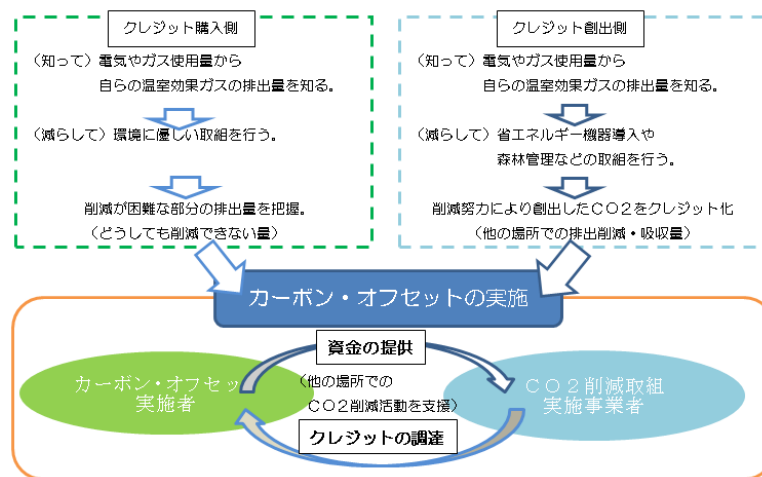 クレジット購入側
（知って）電気やガス使用量から
自らの温室効果ガスの排出量を知る。
（減らして）環境に優しい取組を行う。
削減が困難な部分の排出量を把握。
（どうしても削減できない量）
クレジット創出側
（知って）電気やガス使用量から
自らの温室効果ガスの排出量を知る。
（減らして）省エネルギー機器導入や
森林管理などの取組を行う。
削減努力により創出したＣＯ２をクレジット化
（他の場所での排出削減・吸収量）
カーボン・オフセットの実施
資金の提供
カーボン・オフセット
実施者
（他の場所での
ＣＯ２削減活動を支援）
ＣＯ２削減取組
実施事業者
クレジットの調達